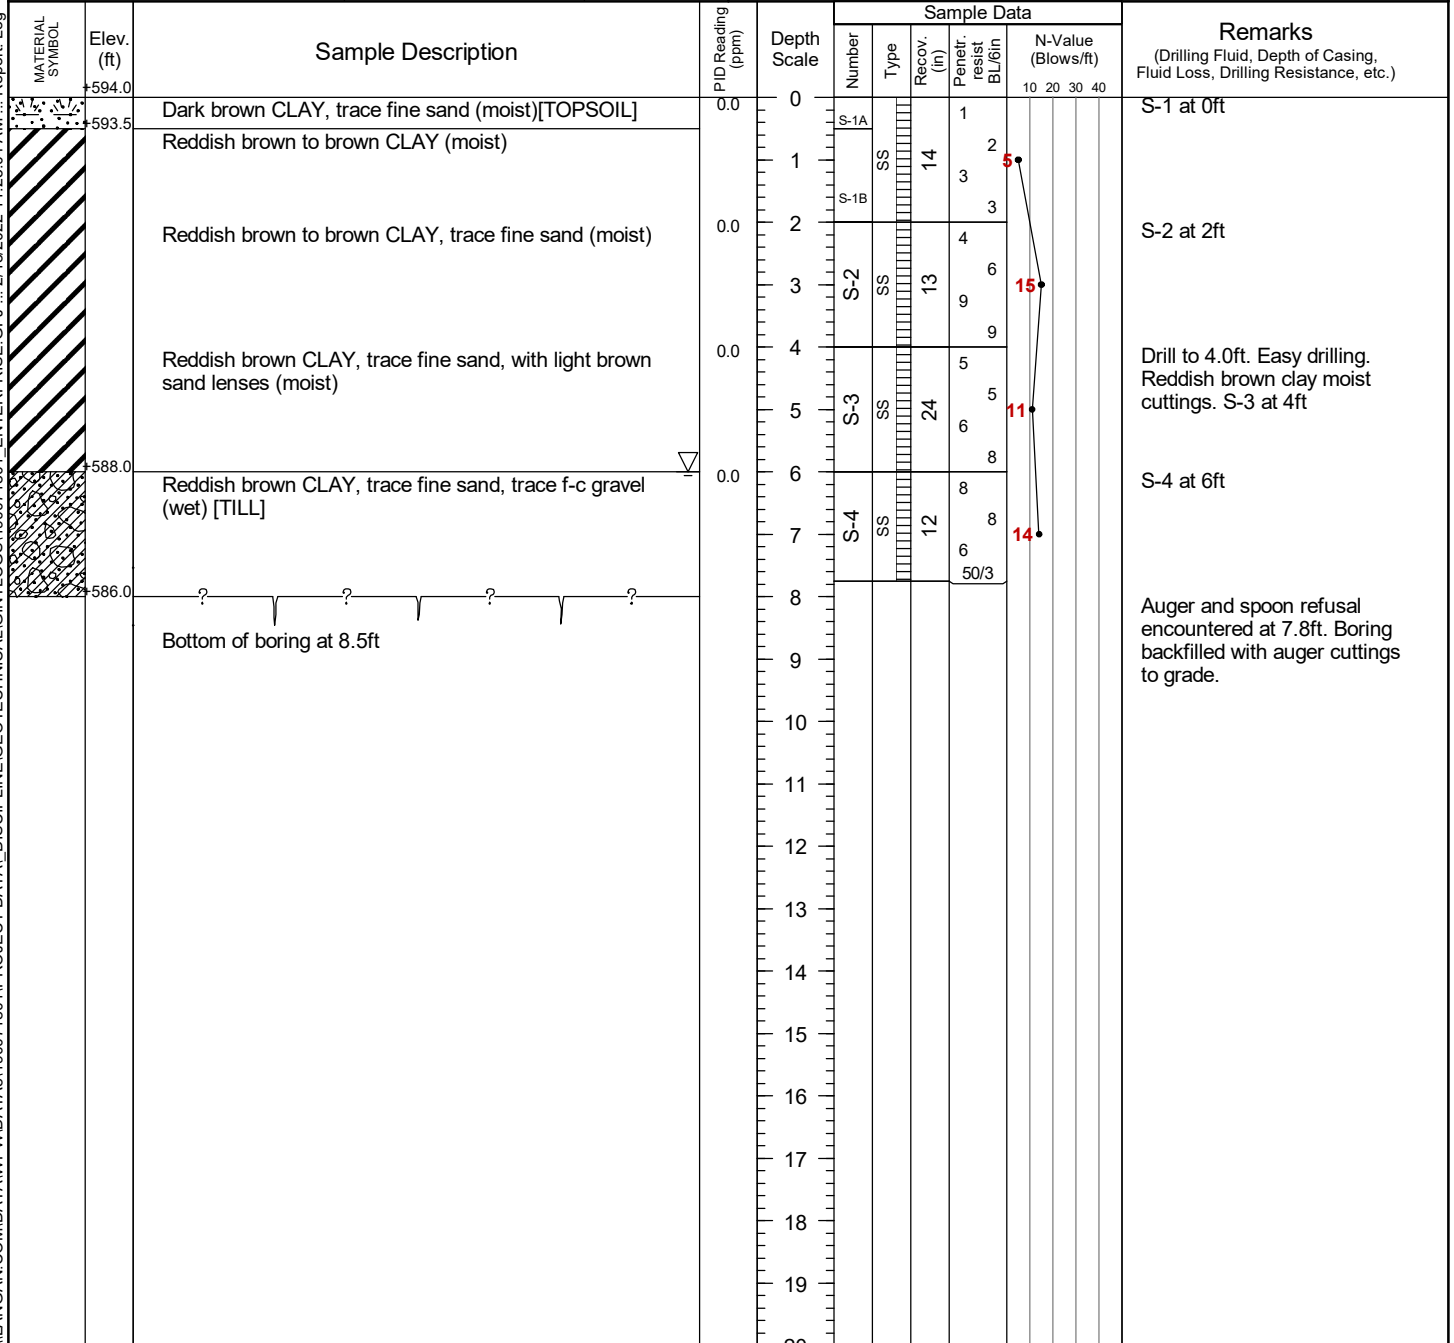 Sample Data
MATERIAL SYMBOL
Elev. (ft)
Sample Description
PID Reading (ppm)
Depth Scale
Number
Type
Recov. (in)
Penetr. resist BL/6in
N-Value (Blows/ft)
10 20 30 40
Remarks
(Drilling Fluid, Depth of Casing,
Fluid Loss, Drilling Resistance, etc.)
+594.0
Dark brown CLAY, trace fine sand (moist)[TOPSOIL]
0.0
0
S-1A
1
S-1 at 0ft
+593.5
Reddish brown to brown CLAY (moist)
2
1
SS
14
5
3
S-1B
3
Reddish brown to brown CLAY, trace fine sand (moist)
0.0
2
4
S-2 at 2ft
6
3
S-2
SS
13
15
9
9
Reddish brown CLAY, trace fine sand, with light brown
sand lenses (moist)
0.0
4
5
Drill to 4.0ft. Easy drilling.
Reddish brown clay moist
cuttings. S-3 at 4ft
5
5
S-3
SS
24
11
6
8
+588.0
Reddish brown CLAY, trace fine sand, trace f-c gravel
(wet) [TILL]
0.0
6
8
S-4 at 6ft
8
7
S-4
SS
12
14
6
50/3
+586.0
? ? ? ?
8
Bottom of boring at 8.5ft
Auger and spoon refusal
encountered at 7.8ft. Boring
backfilled with auger cuttings
to grade.
9
10
11
12
13
14
15
16
17
18
19